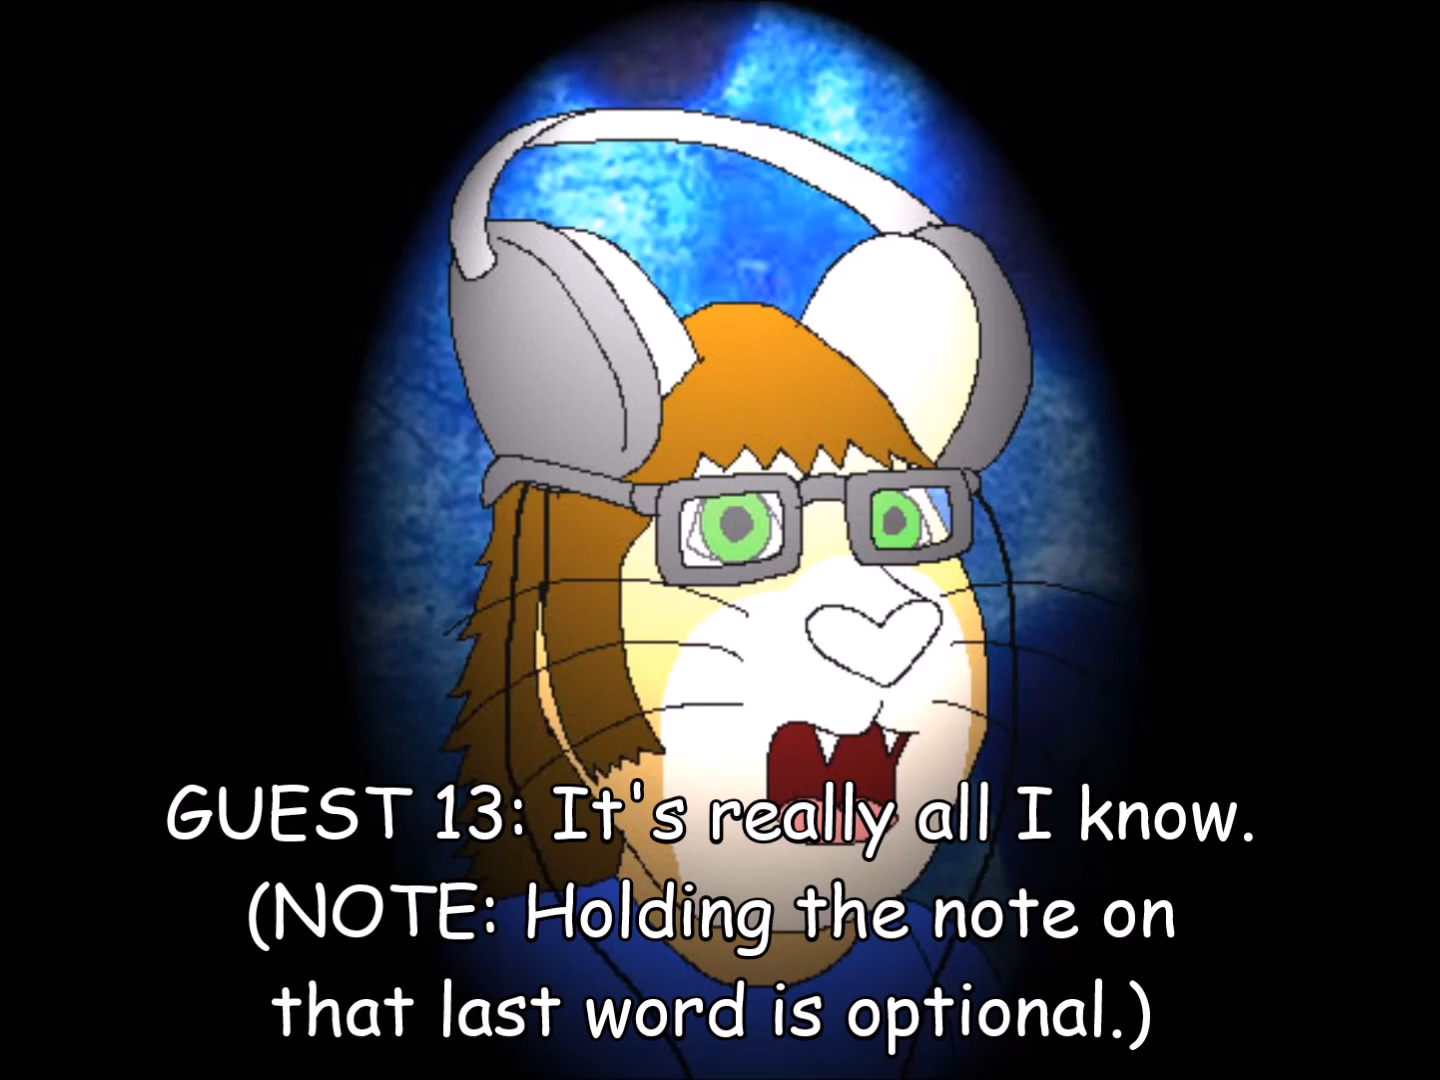 GUEST 13: It's really all I know.
(NOTE: Holding the note on
that last word is optional.)